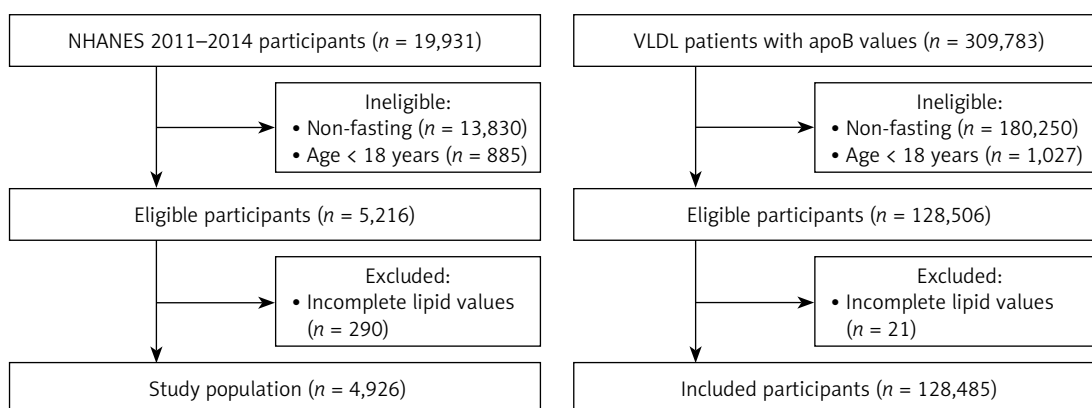 NHANES 2011–2014 participants (n = 19,931)
Ineligible:
• Non-fasting (n = 13,830)
• Age < 18 years (n = 885)
Eligible participants (n = 5,216)
Excluded:
• Incomplete lipid values
(n = 290)
Study population (n = 4,926)
VLDL patients with apoB values (n = 309,783)
Ineligible:
• Non-fasting (n = 180,250)
• Age < 18 years (n = 1,027)
Eligible participants (n = 128,506)
Excluded:
• Incomplete lipid values
(n = 21)
Included participants (n = 128,485)